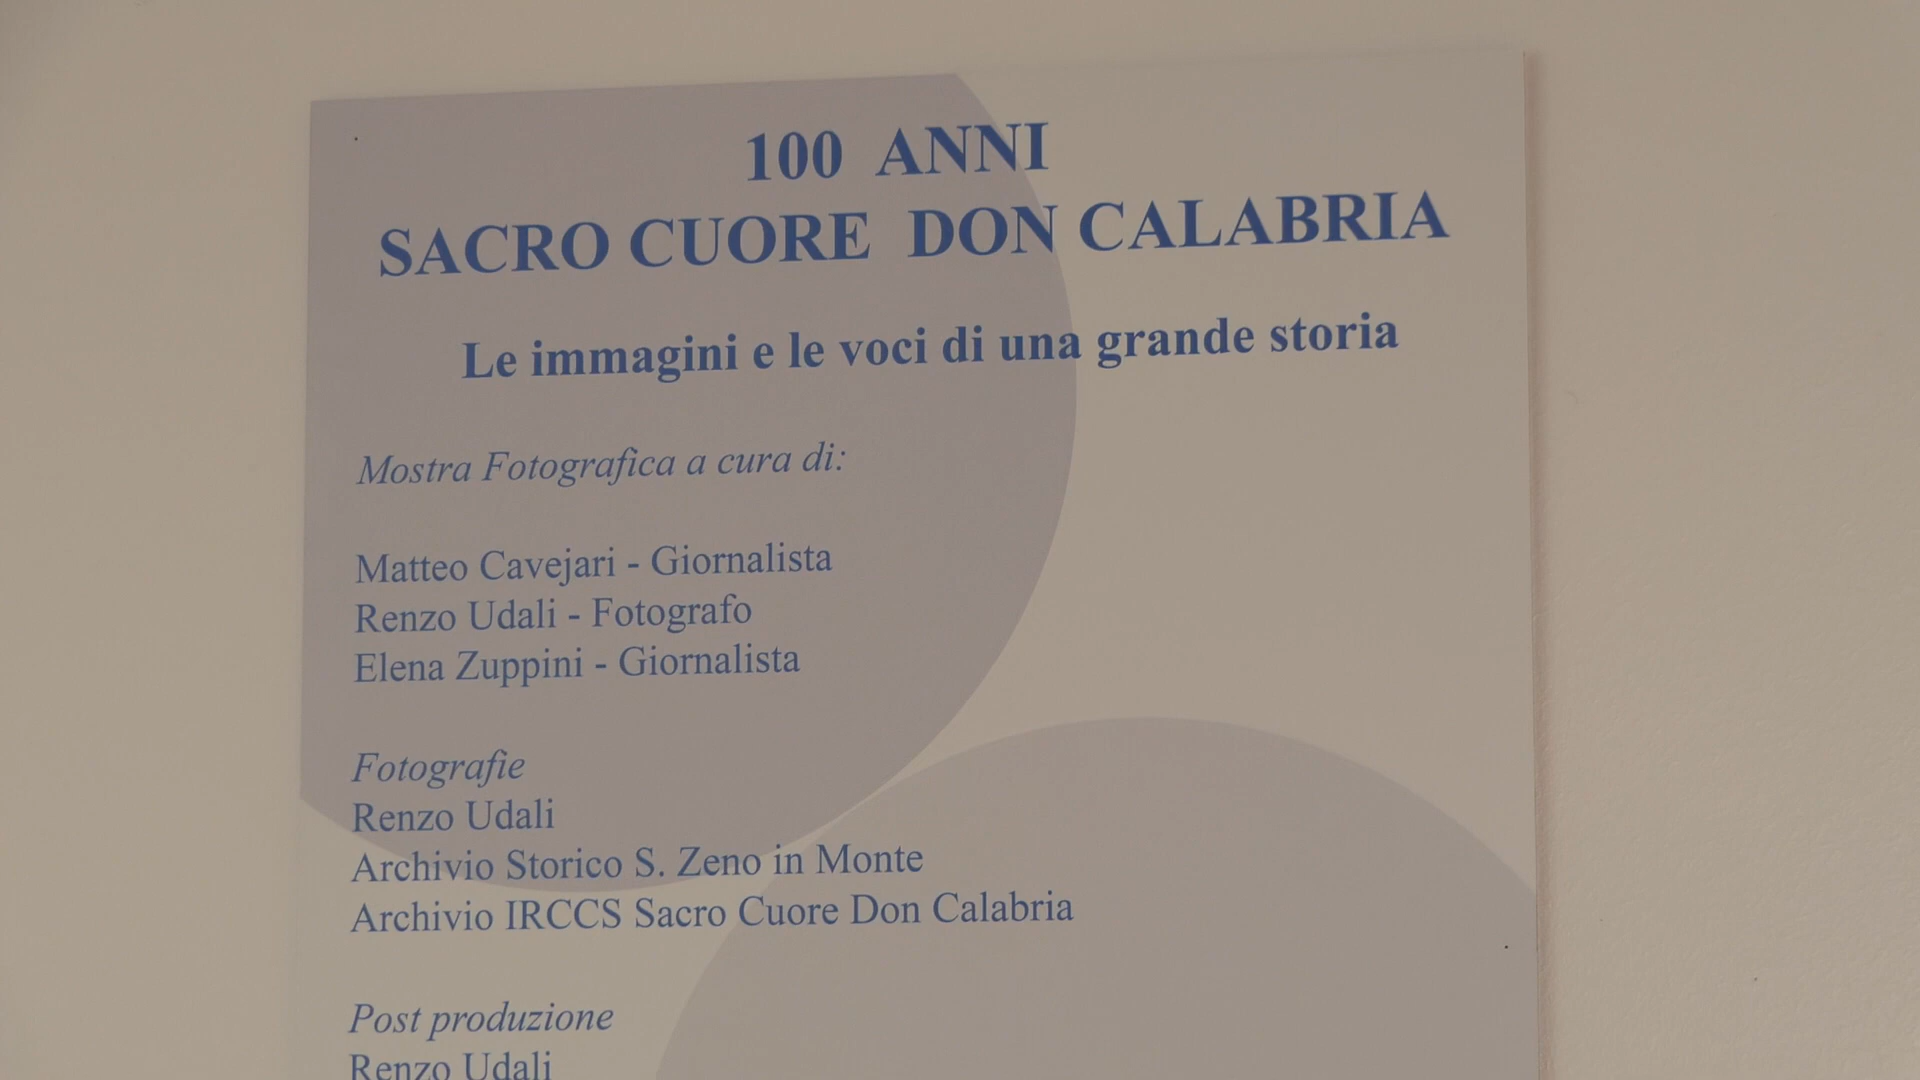 100 ANNI
SACRO CUORE DON CALABRIA
Le immagini e le voci di una grande storia
Mostra Fotografica a cura di:
Matteo Cavejari - Giornalista
Renzo Udali - Fotografo
Elena Zuppini - Giornalista
Fotografie
Renzo Udali
Archivio Storico S. Zeno in Monte
Archivio IRCCS Sacro Cuore Don Calabria
Post produzione
Renzo Udali